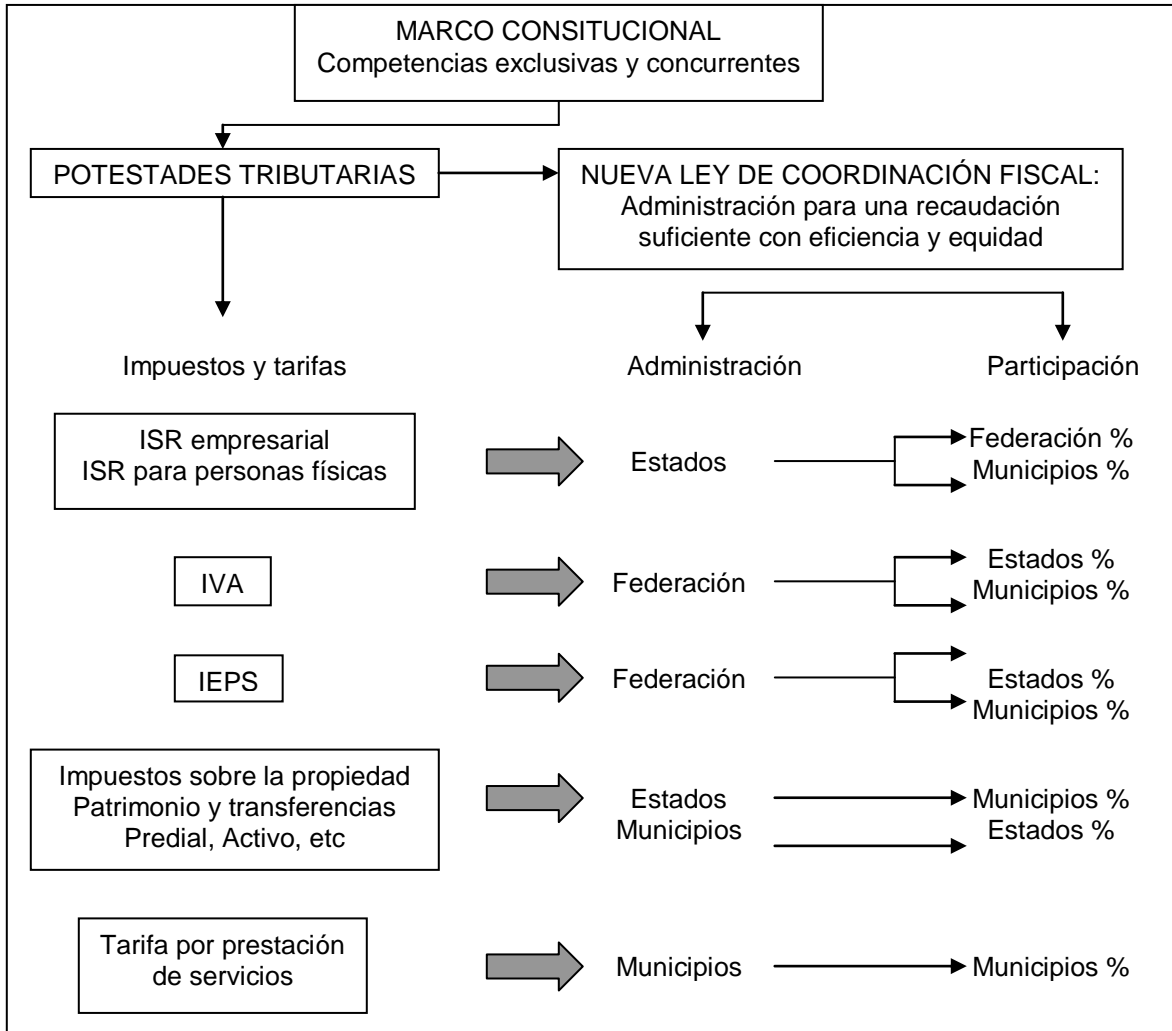 MARCO CONSITUCIONAL
Competencias exclusivas y concurrentes
POTESTADES TRIBUTARIAS
NUEVA LEY DE COORDINACIÓN FISCAL:
Administración para una recaudación
suficiente con eficiencia y equidad
Impuestos y tarifas
Administración
Participación
ISR empresarial
ISR para personas físicas
Estados
Federación %
Municipios %
IVA
Federación
Estados %
Municipios %
IEPS
Federación
Estados %
Municipios %
Impuestos sobre la propiedad
Patrimonio y transferencias
Predial, Activo, etc
Estados
Municipios
Municipios %
Estados %
Tarifa por prestación
de servicios
Municipios
Municipios %